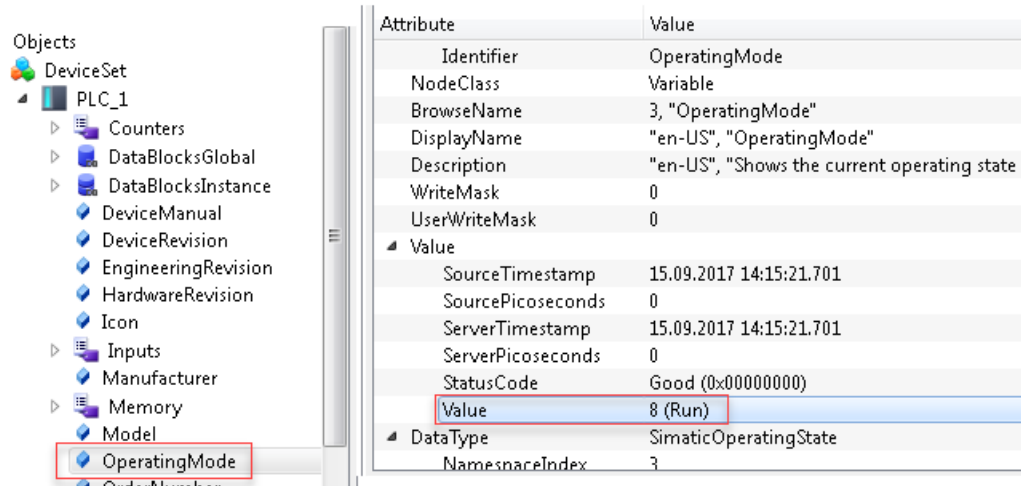 Objects
DeviceSet
PLC_1
Counters
DataBlocksGlobal
DataBlocksInstance
DeviceManual
DeviceRevision
EngineeringRevision
HardwareRevision
Icon
Inputs
Manufacturer
Memory
Model
OperatingMode
OrderNumber
Attribute Value
Identifier OperatingMode
NodeClass Variable
BrowseName 3, "OperatingMode"
DisplayName "en-US", "OperatingMode"
Description "en-US", "Shows the current operating state
WriteMask 0
UserWriteMask 0
Value
SourceTimestamp 15.09.2017 14:15:21.701
SourcePicoseconds 0
ServerTimestamp 15.09.2017 14:15:21.701
ServerPicoseconds 0
StatusCode Good (0x00000000)
Value 8 (Run)
DataType SimaticOperatingState
NamespaceIndex 3